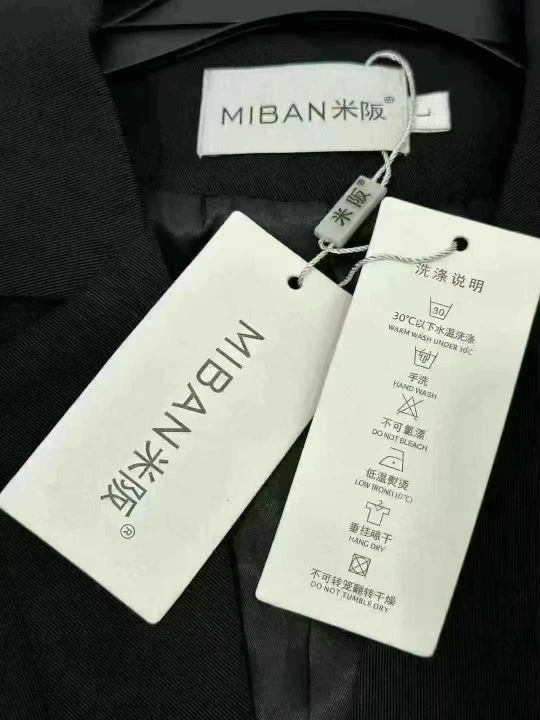 MIBAN米阪®
L
米阪®
MIBAN米阪®
洗涤说明
30
30℃以下水温洗涤
WARM WASH UNDER 30℃
手洗
HAND WASH
不可氯漂
DO NOT BLEACH
低温熨烫
LOW IRON(110℃)
垂挂晾干
HANG DRY
不可转笼翻转干燥
DO NOT TUMBLE DRY